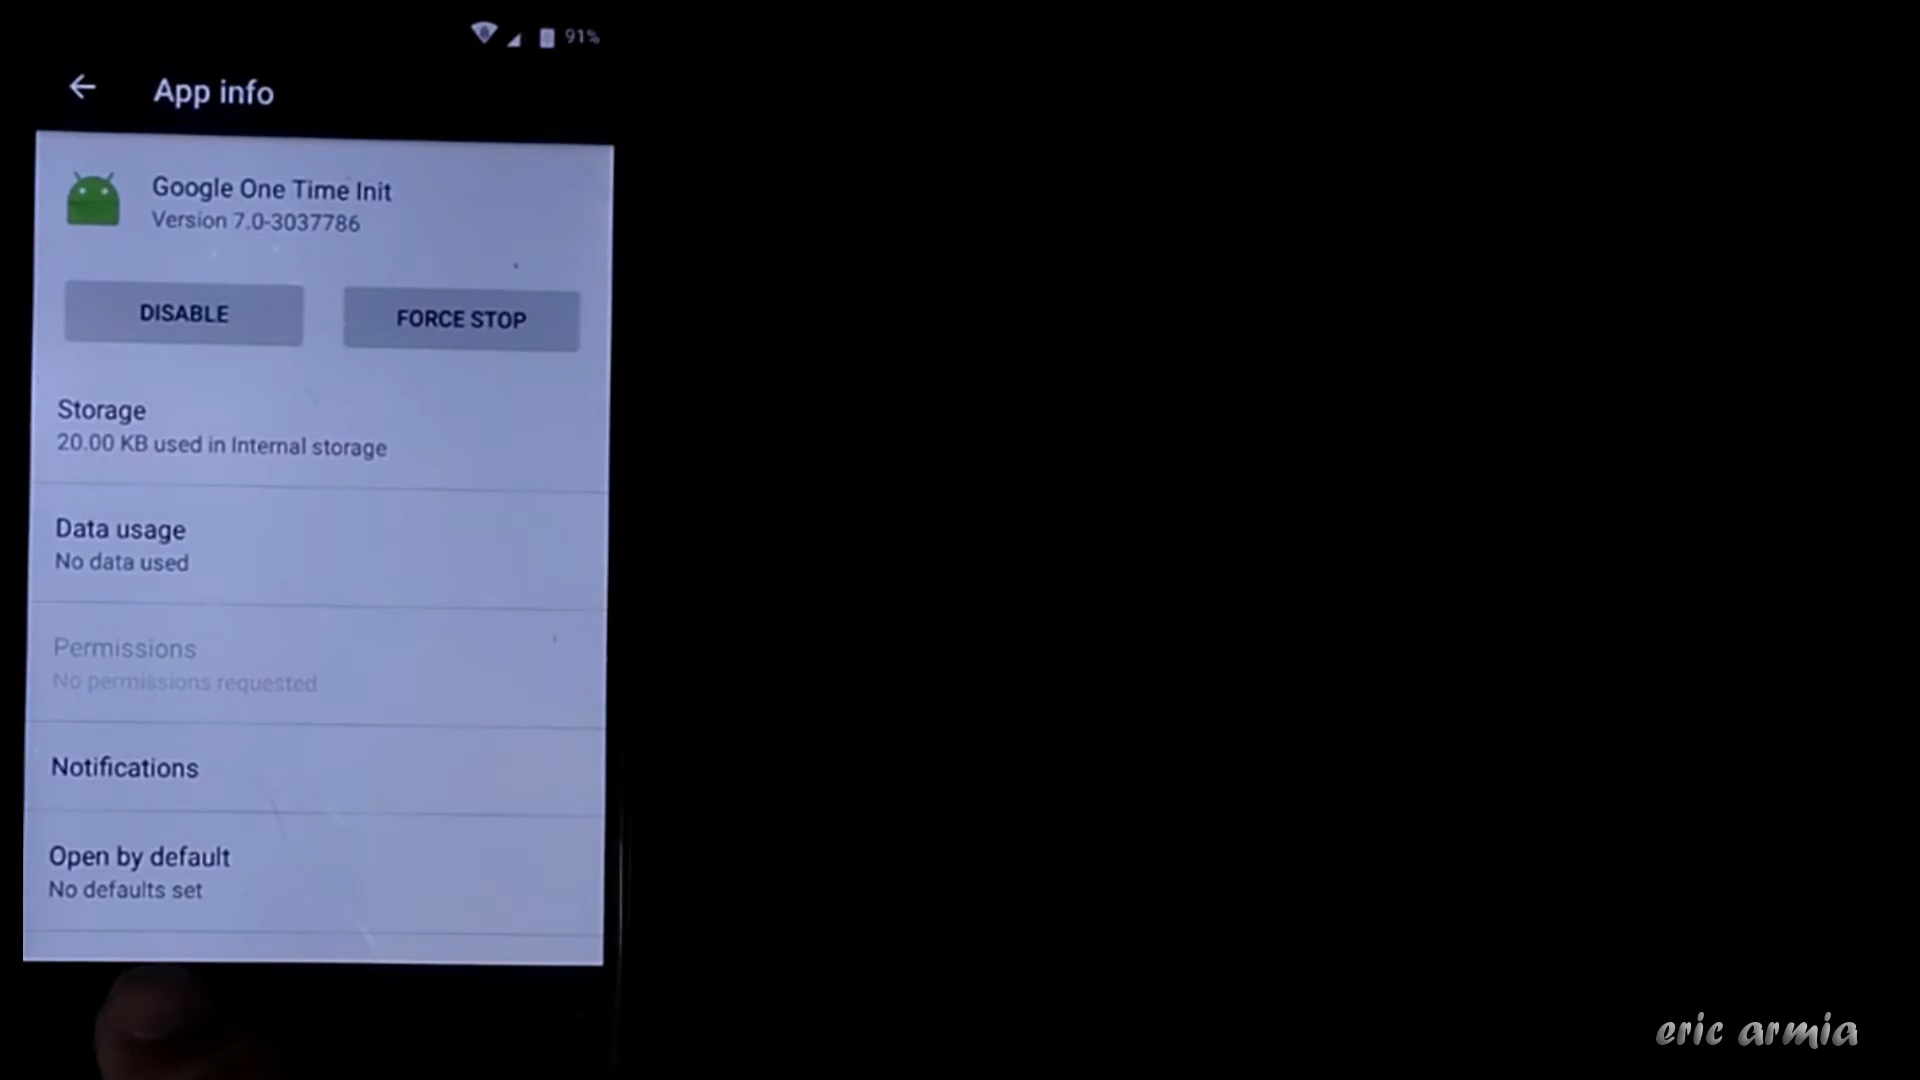 91%
App info
Google One Time Init
Version 7.0-3037786
DISABLE
FORCE STOP
Storage
20.00 KB used in Internal storage
Data usage
No data used
Permissions
No permissions requested
Notifications
Open by default
No defaults set
eric armia